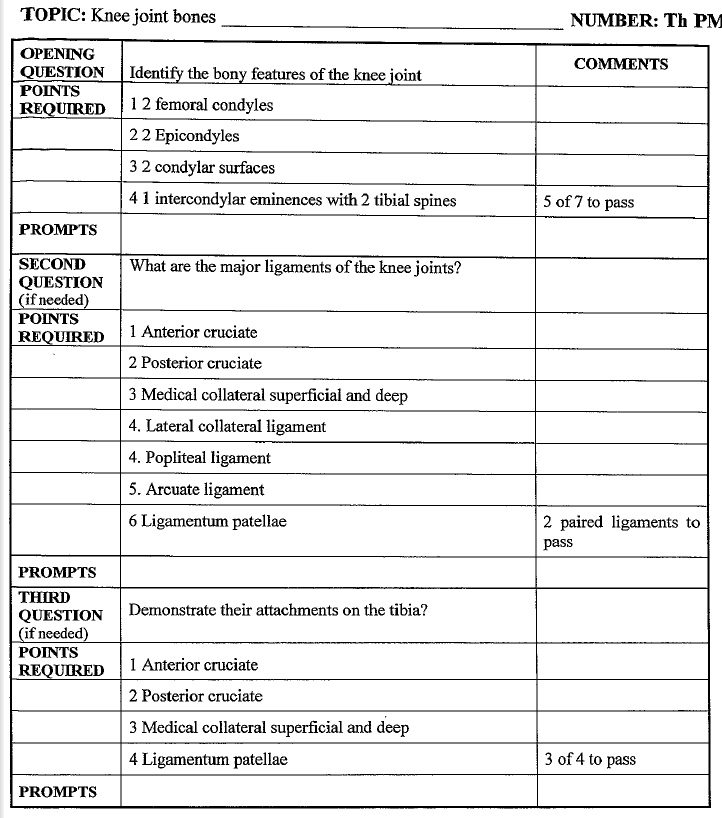 TOPIC: Knee joint bones
NUMBER: Th PM
OPENING
QUESTION
Identify the bony features of the knee joint
COMMENTS
POINTS
REQUIRED
1 2 femoral condyles
2 2 Epicondyles
3 2 condylar surfaces
4 1 intercondylar eminences with 2 tibial spines
5 of 7 to pass
PROMPTS
SECOND
QUESTION
(if needed)
What are the major ligaments of the knee joints?
POINTS
REQUIRED
1 Anterior cruciate
2 Posterior cruciate
3 Medical collateral superficial and deep
4. Lateral collateral ligament
4. Popliteal ligament
5. Arcuate ligament
6 Ligamentum patellae
2 paired ligaments to
pass
PROMPTS
THIRD
QUESTION
(if needed)
Demonstrate their attachments on the tibia?
POINTS
REQUIRED
1 Anterior cruciate
2 Posterior cruciate
3 Medical collateral superficial and deep
4 Ligamentum patellae
3 of 4 to pass
PROMPTS